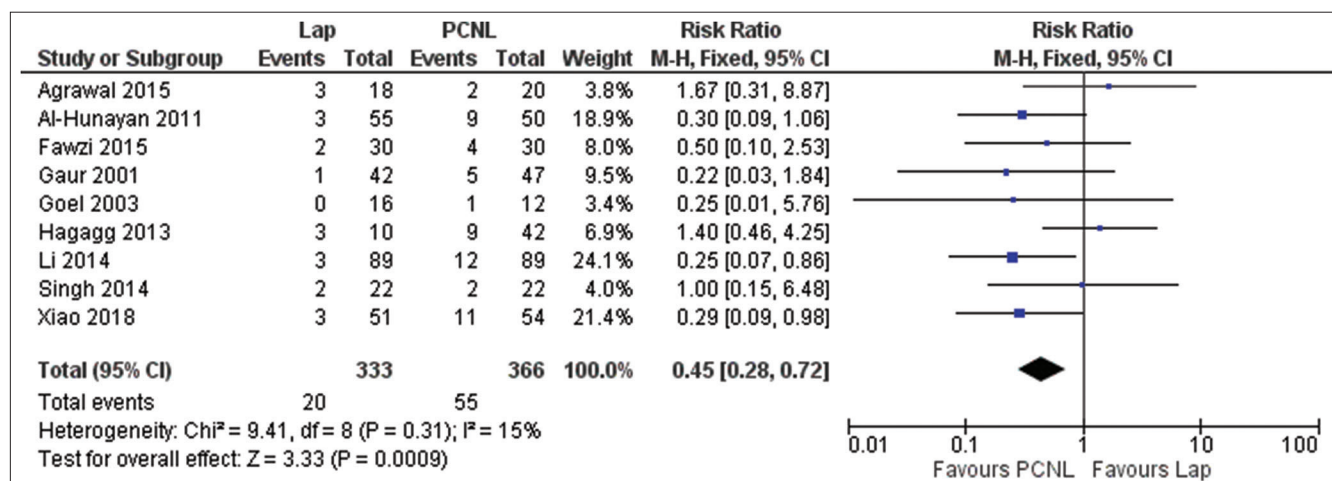 Lap PCNL Risk Ratio Risk Ratio
Study or Subgroup Events Total Events Total Weight M-H, Fixed, 95% CI M-H, Fixed, 95% CI
Agrawal 2015 3 18 2 20 3.8% 1.67 [0.31, 8.87]
Al-Hunayan 2011 3 55 9 50 18.9% 0.30 [0.09, 1.06]
Fawzi 2015 2 30 4 30 8.0% 0.50 [0.10, 2.53]
Gaur 2001 1 42 5 47 9.5% 0.22 [0.03, 1.84]
Goel 2003 0 16 1 12 3.4% 0.25 [0.01, 5.76]
Hagagg 2013 3 10 9 42 6.9% 1.40 [0.46, 4.25]
Li 2014 3 89 12 89 24.1% 0.25 [0.07, 0.86]
Singh 2014 2 22 2 22 4.0% 1.00 [0.15, 6.48]
Xiao 2018 3 51 11 54 21.4% 0.29 [0.09, 0.98]
Total (95% CI) 333 366 100.0% 0.45 [0.28, 0.72]
Total events 20 55
Heterogeneity: Chi² = 9.41, df = 8 (P = 0.31); I² = 15%
Test for overall effect: Z = 3.33 (P = 0.0009)
0.01 0.1 1 10 100
Favours PCNL Favours Lap